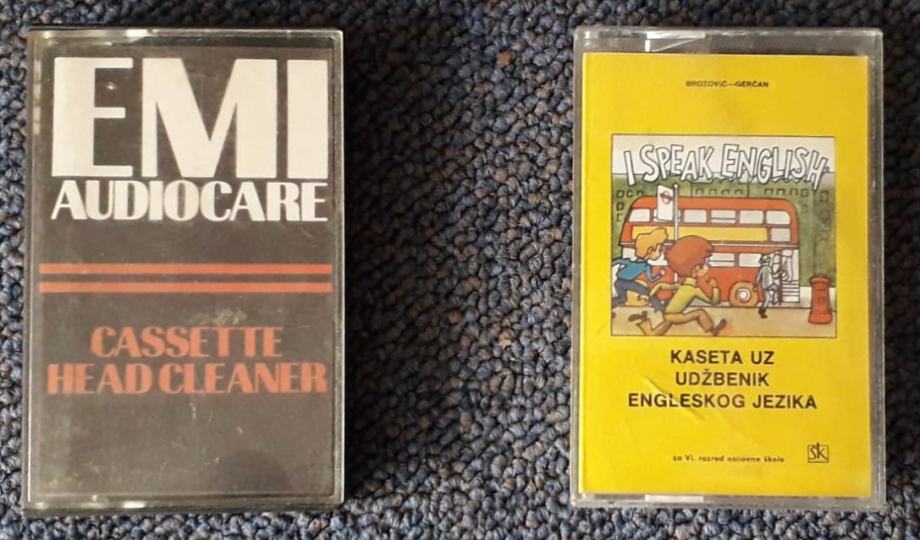 EMI
AUDIOCARE
CASSETTE
HEAD CLEANER
BROZOVIĆ—GERČAN
I SPEAK ENGLISH
KASETA UZ
UDŽBENIK
ENGLESKOG JEZIKA
za VI. razred osnovne škole
šk